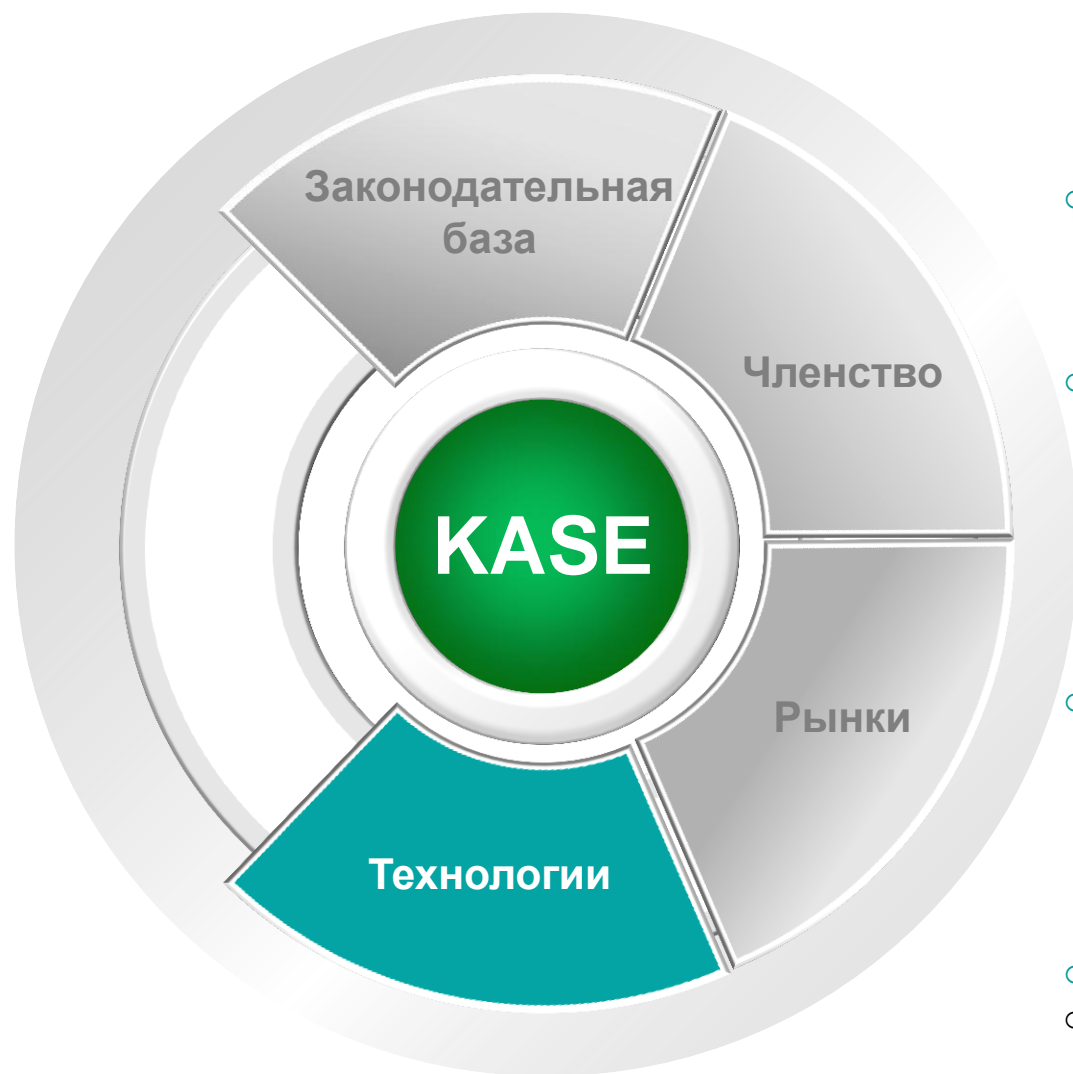 Законодательная
база
Членство
KASE
Рынки
Технологии